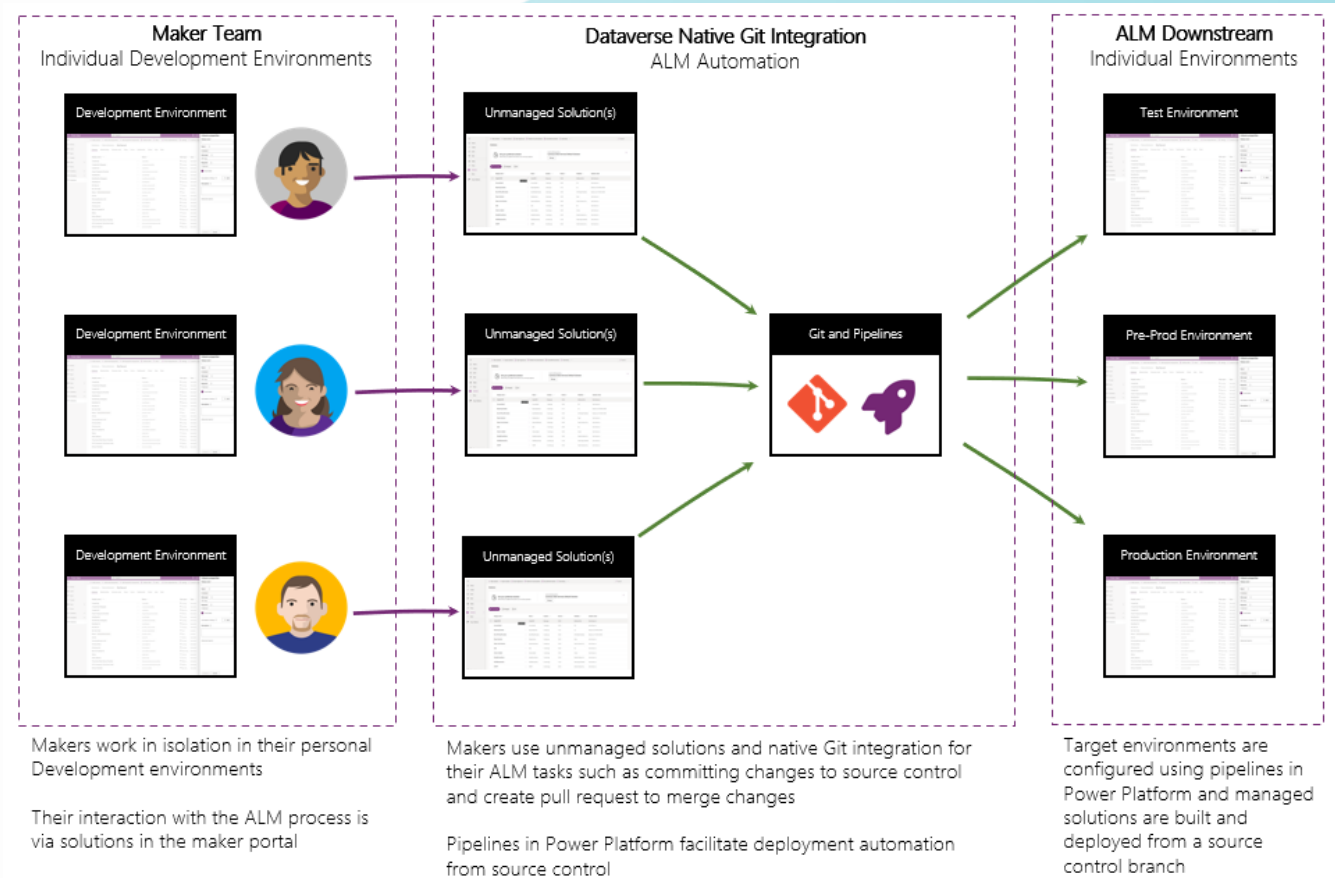 Maker Team
Individual Development Environments
Development Environment
Development Environment
Development Environment
Makers work in isolation in their personal
Development environments
Their interaction with the ALM process is
via solutions in the maker portal
Dataverse Native Git Integration
ALM Automation
Unmanaged Solution(s)
Unmanaged Solution(s)
Unmanaged Solution(s)
Git and Pipelines
Makers use unmanaged solutions and native Git integration for
their ALM tasks such as committing changes to source control
and create pull request to merge changes
Pipelines in Power Platform facilitate deployment automation
from source control
ALM Downstream
Individual Environments
Test Environment
Pre-Prod Environment
Production Environment
Target environments are
configured using pipelines in
Power Platform and managed
solutions are built and
deployed from a source
control branch